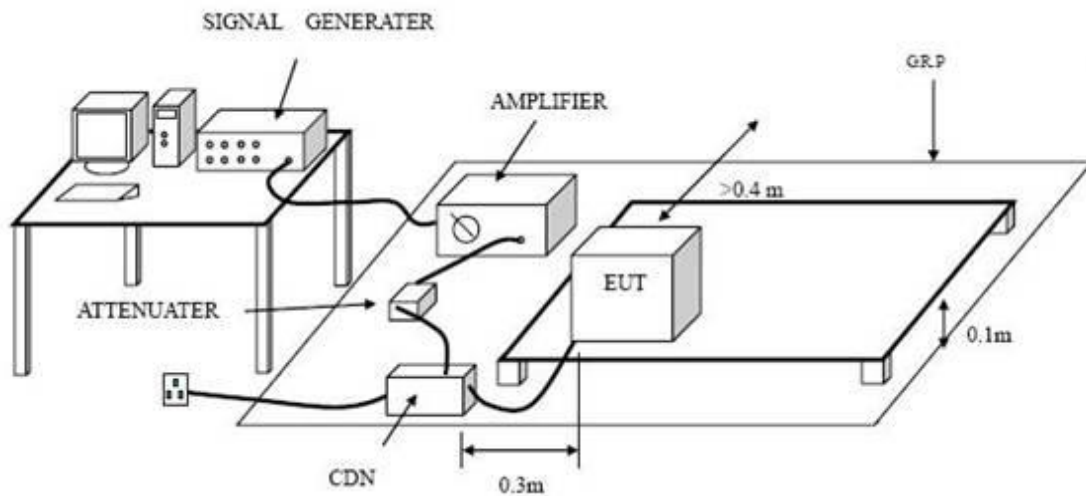 SIGNAL GENERATER
GRP
AMPLIFIER
>0.4 m
EUT
ATTENUATER
0.1m
CDN
0.3m